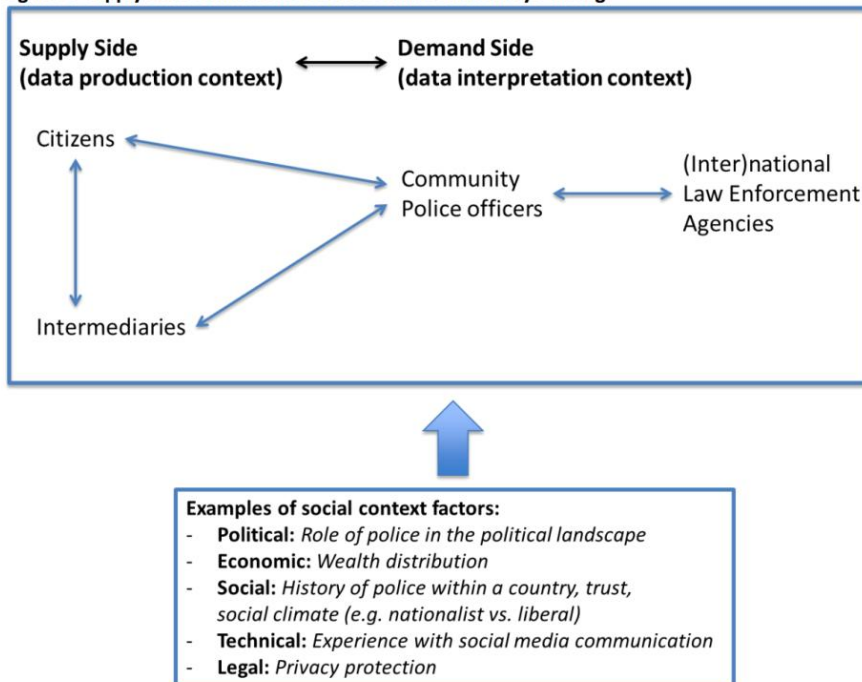 Supply Side
(data production context)
Demand Side
(data interpretation context)
Citizens
Community
Police officers
(Inter)national
Law Enforcement
Agencies
Intermediaries
Examples of social context factors:
- Political: Role of police in the political landscape
- Economic: Wealth distribution
- Social: History of police within a country, trust,
social climate (e.g. nationalist vs. liberal)
- Technical: Experience with social media communication
- Legal: Privacy protection